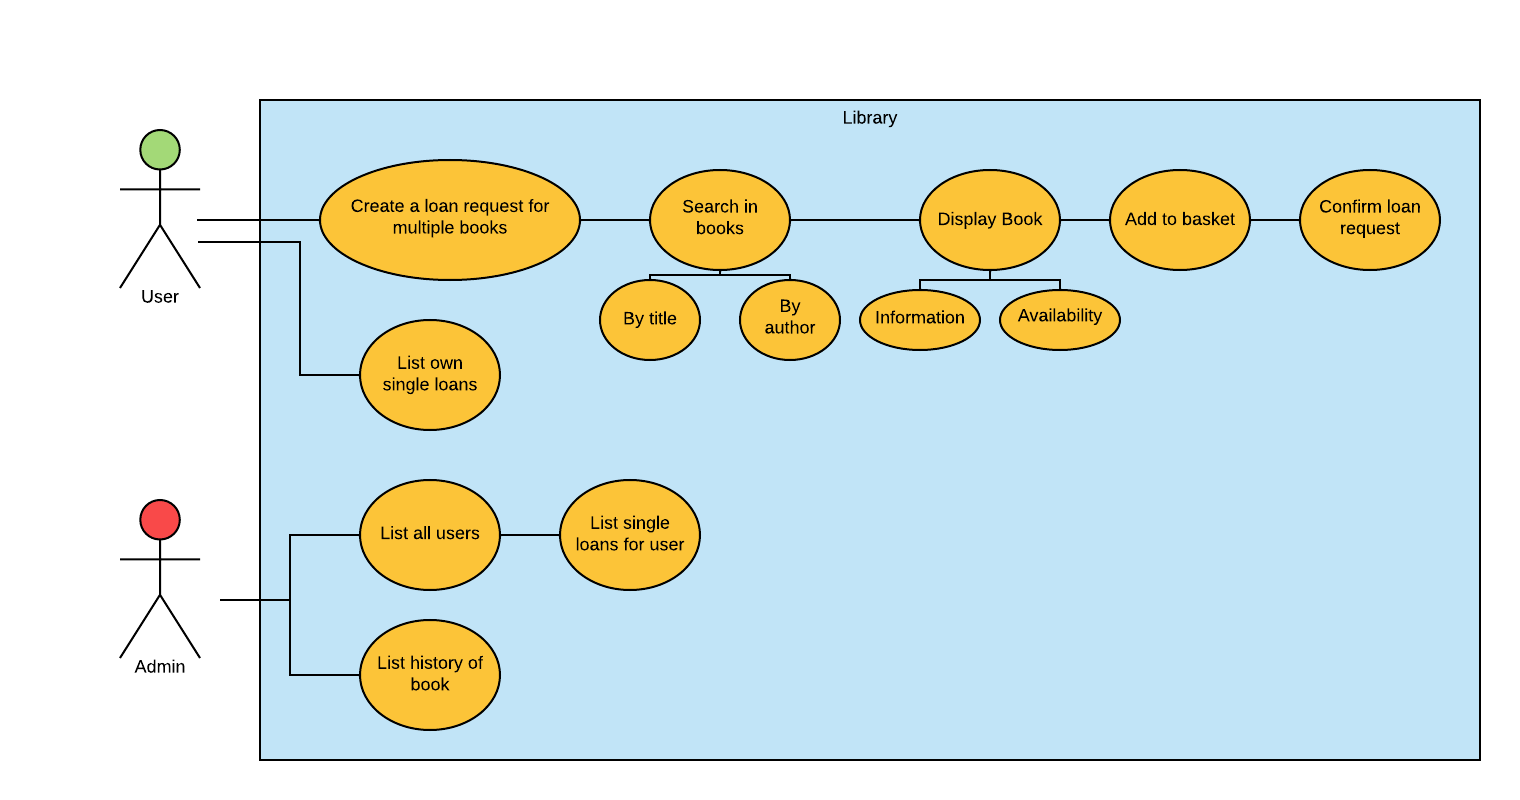 Library
Create a loan request for
multiple books
Search in
books
Display Book
Add to basket
Confirm loan
request
User
By title
By
author
Information
Availability
List own
single loans
List all users
List single
loans for user
Admin
List history of
book